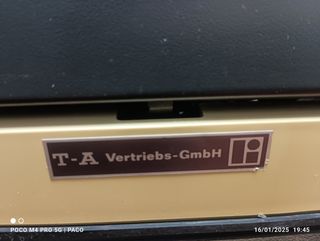 T-A Vertriebs-GmbH
POCO M4 PRO 5G | PACO
16/01/2025 19:45